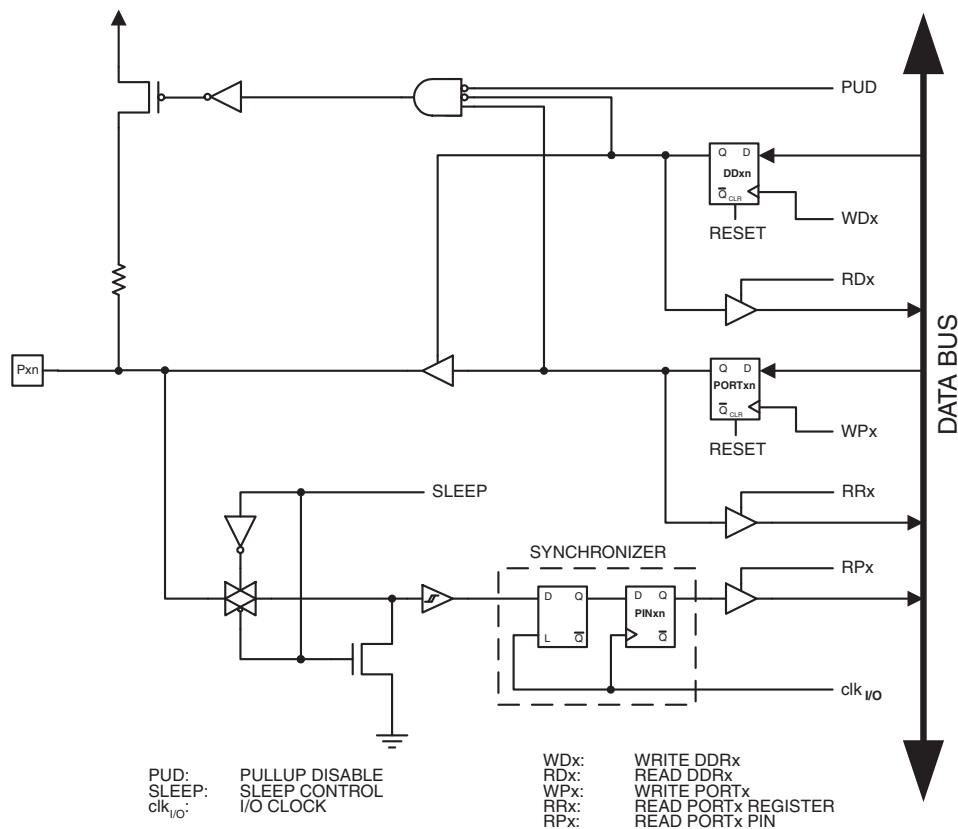 PUD
Q D
DDxn
Q CLR
WDx
RESET
RDx
DATA BUS
Pxn
Q D
PORTxn
Q CLR
WPx
RESET
SLEEP
RRx
SYNCHRONIZER
RPx
D Q
L Q
D Q
PINxn
Q
clk I/O
PUD: PULLUP DISABLE
SLEEP: SLEEP CONTROL
clkI/O: I/O CLOCK
WDx: WRITE DDRx
RDx: READ DDRx
WPx: WRITE PORTx
RRx: READ PORTx REGISTER
RPx: READ PORTx PIN